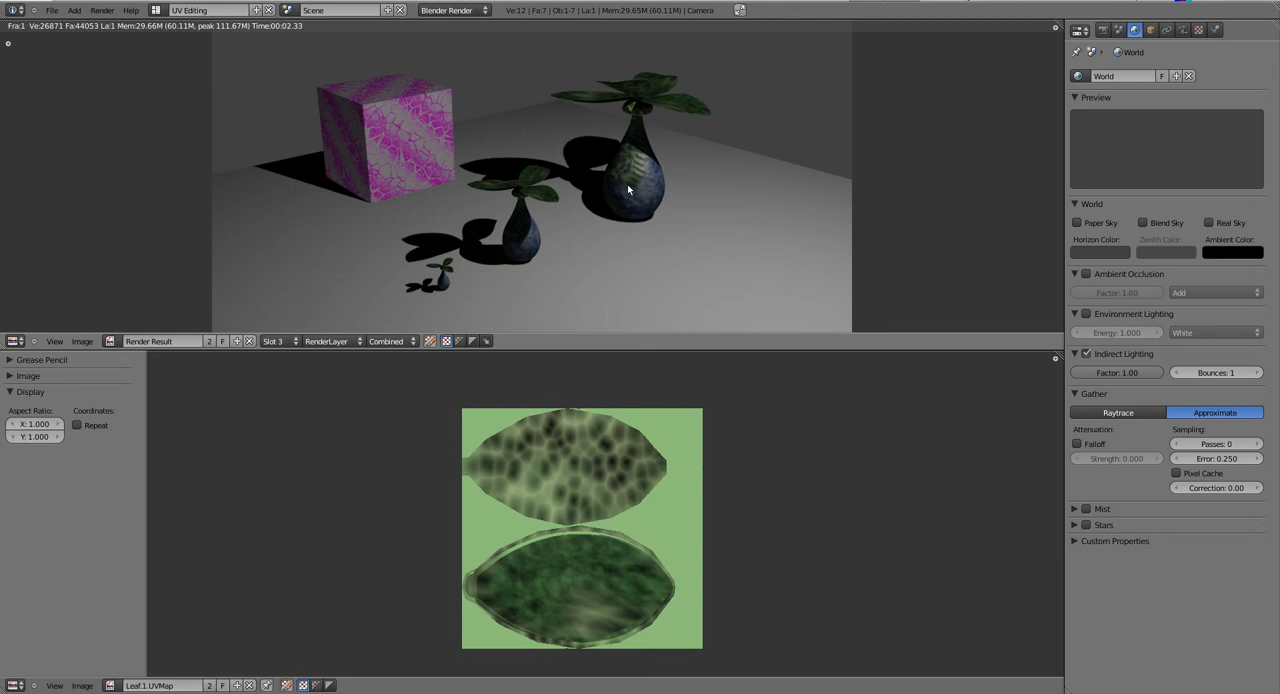 File Add Render Help UV Editing Scene Blender Render Ve:12 | Fa:7 | Ob:1-7 | La:1 | Mem:29.65M (60.11M) | Camera
Fra:1 Ve:26871 Fa:44053 La:1 Mem:29.66M (60.11M, peak 111.67M) Time:00:02.33
World
World F
Preview
World
Paper Sky Blend Sky Real Sky
Horizon Color: Zenith Color: Ambient Color:
Ambient Occlusion
Factor: 1.00 Add
Environment Lighting
Energy: 1.000 White
Indirect Lighting
Factor: 1.00 Bounces: 1
Gather
Raytrace Approximate
Attenuation: Sampling:
Falloff Passes: 0
Strength: 0.000 Error: 0.250
Pixel Cache
Correction: 0.00
Mist
Stars
Custom Properties
View Image Render Result 2 F Slot 3 RenderLayer Combined
Grease Pencil
Image
Display
Aspect Ratio: Coordinates:
X: 1.000 Repeat
Y: 1.000
View Image Leaf.1.UVMap 2 F